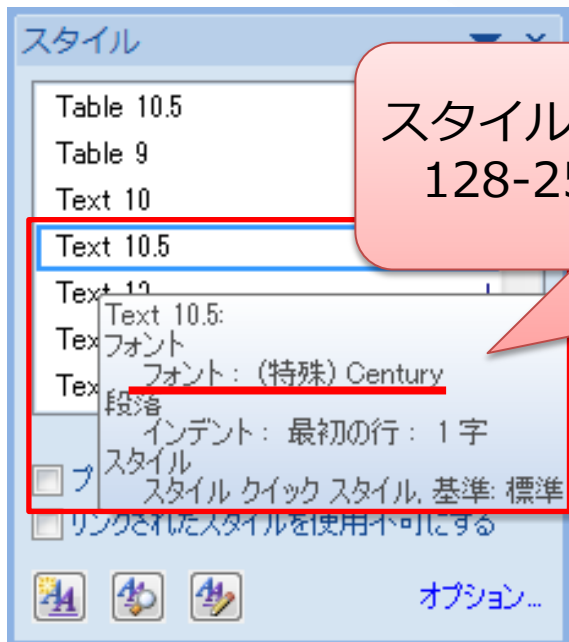 スタイル
Table 10.5
Table 9
Text 10
Text 10.5
Text
Text 10.5:
フォント
フォント： (特殊) Century
段落
インデント： 最初の行： 1 字
スタイル
スタイル クイック スタイル, 基準: 標準
リンクされたスタイルを使用不可にする
オプション...
スタイル
128-25